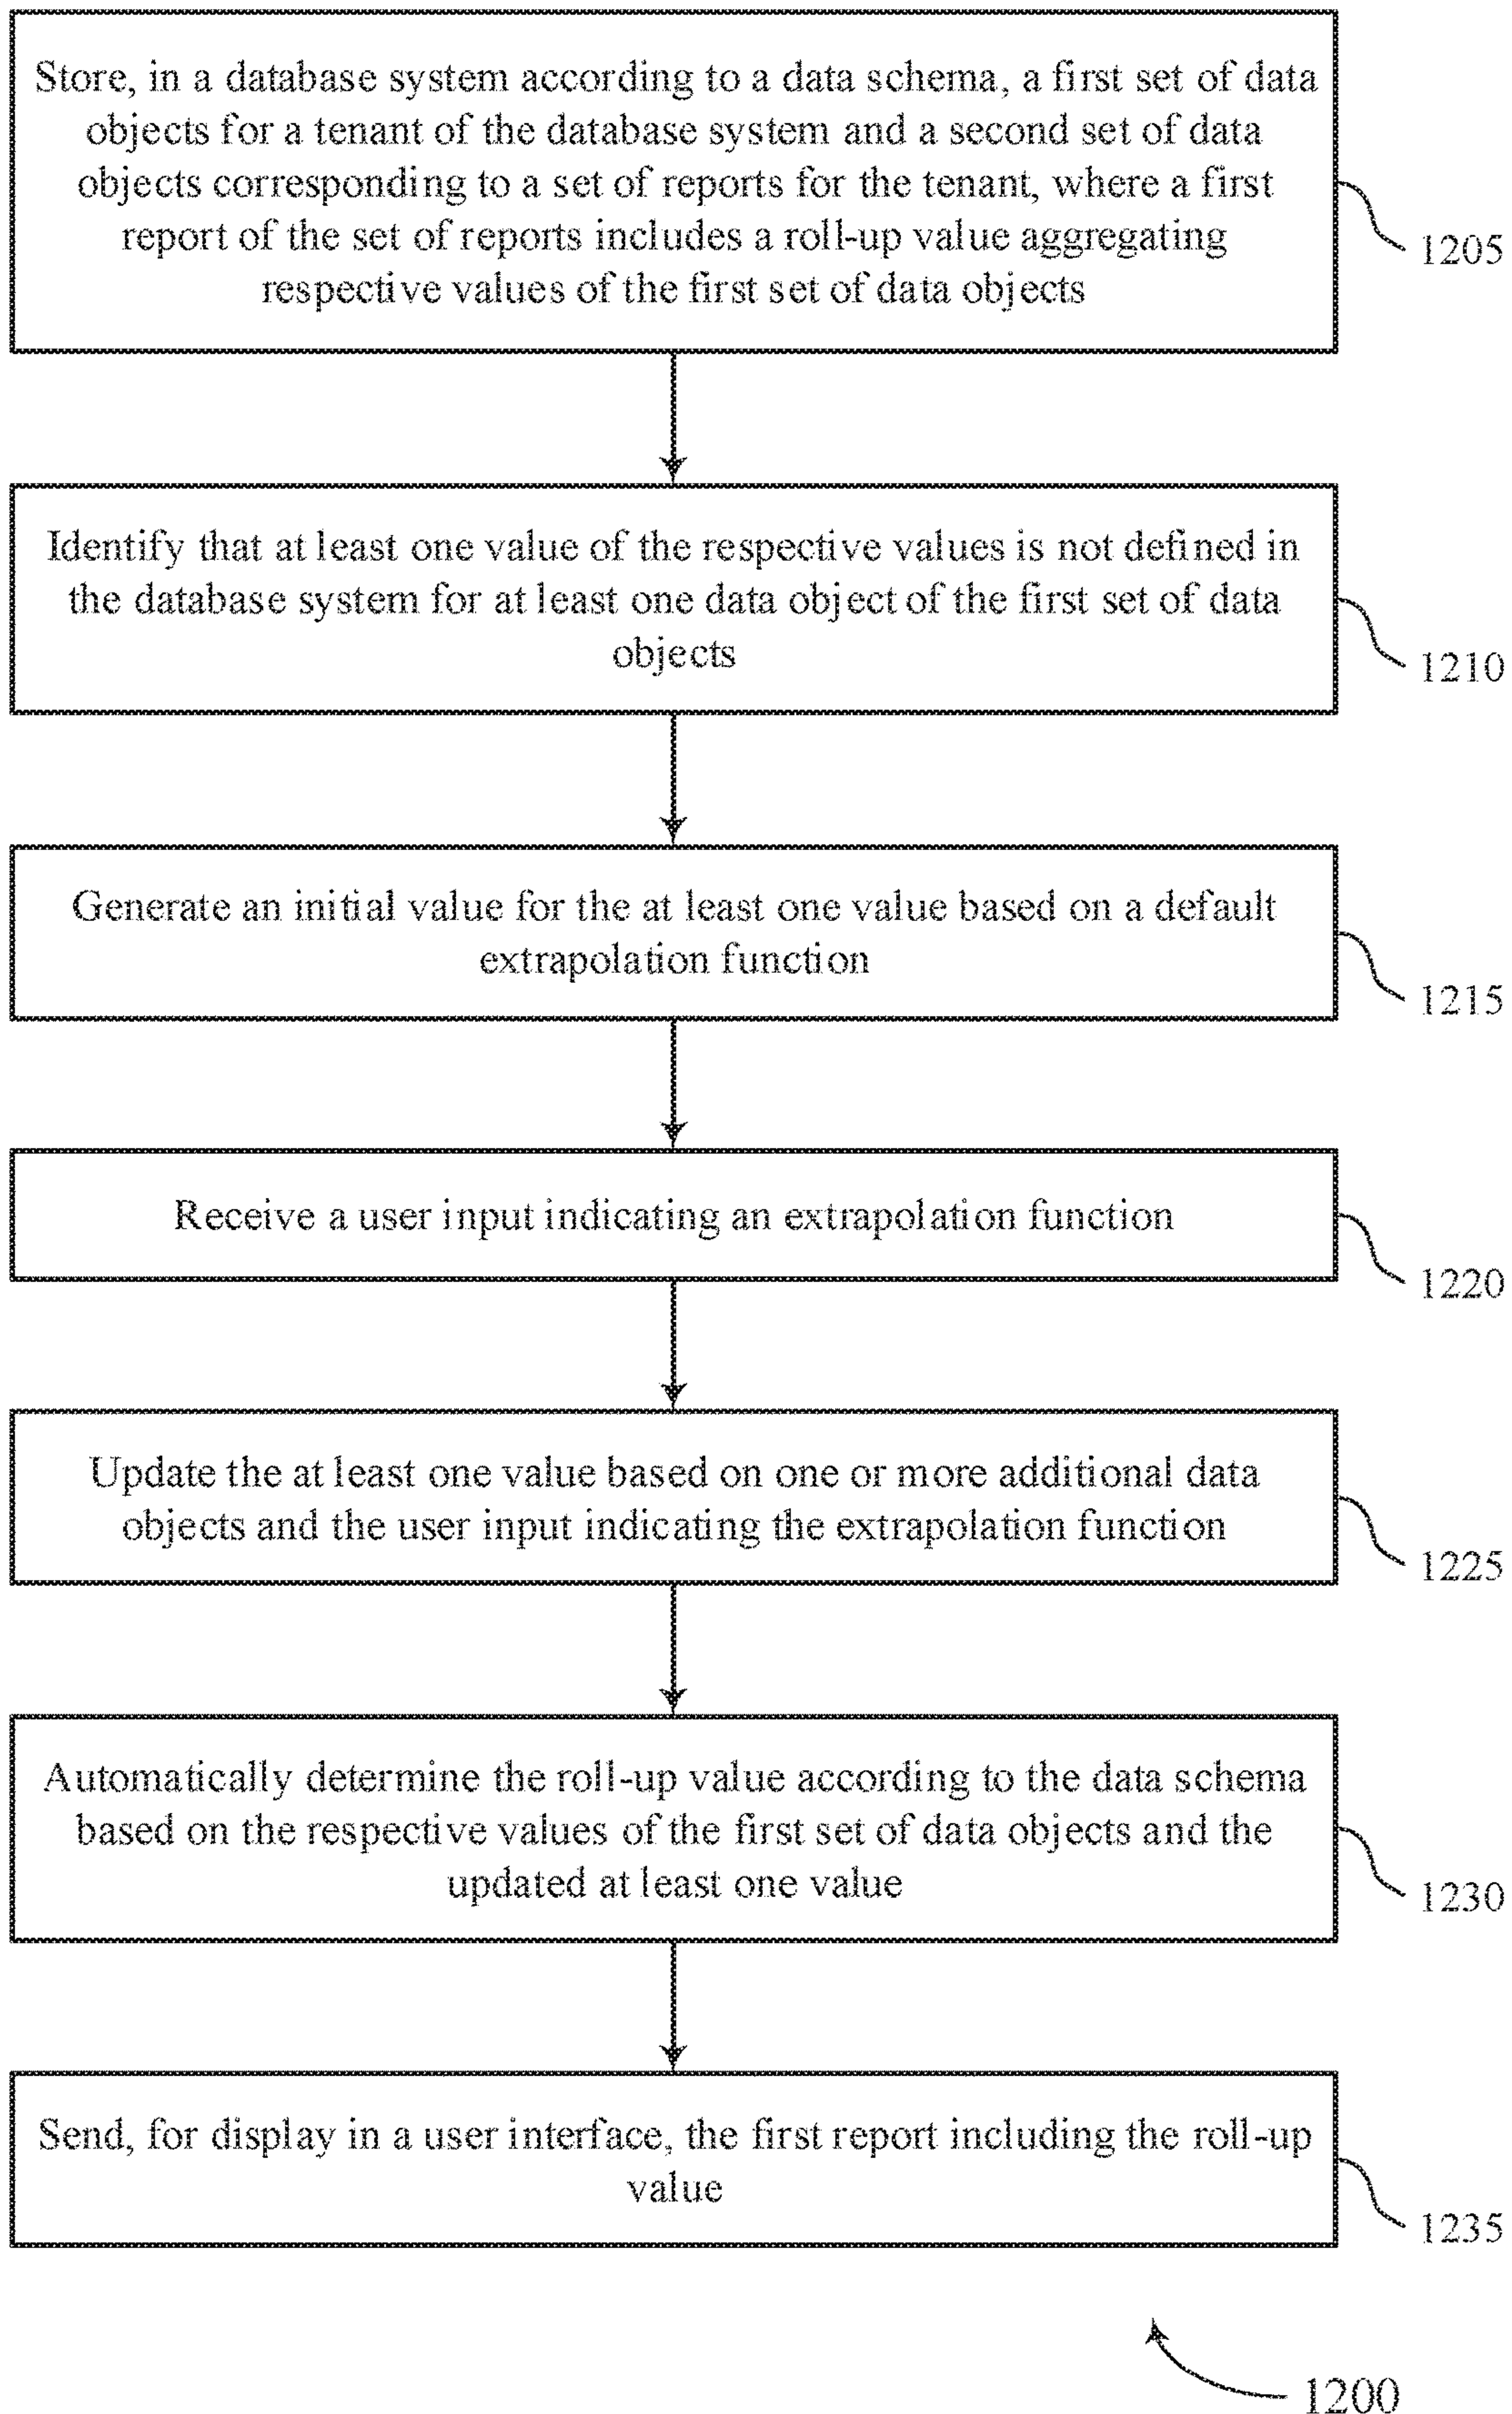 Store, in a database system according to a data schema, a first set of data
objects for a tenant of the database system and a second set of data
objects corresponding to a set of reports for the tenant, where a first
report of the set of reports includes a roll-up value aggregating
respective values of the first set of data objects
1205
Identify that at least one value of the respective values is not defined in
the database system for at least one data object of the first set of data
objects
1210
Generate an initial value for the at least one value based on a default
extrapolation function
1215
Receive a user input indicating an extrapolation function
1220
Update the at least one value based on one or more additional data
objects and the user input indicating the extrapolation function
1225
Automatically determine the roll-up value according to the data schema
based on the respective values of the first set of data objects and the
updated at least one value
1230
Send, for display in a user interface, the first report including the roll-up
value
1235
1200